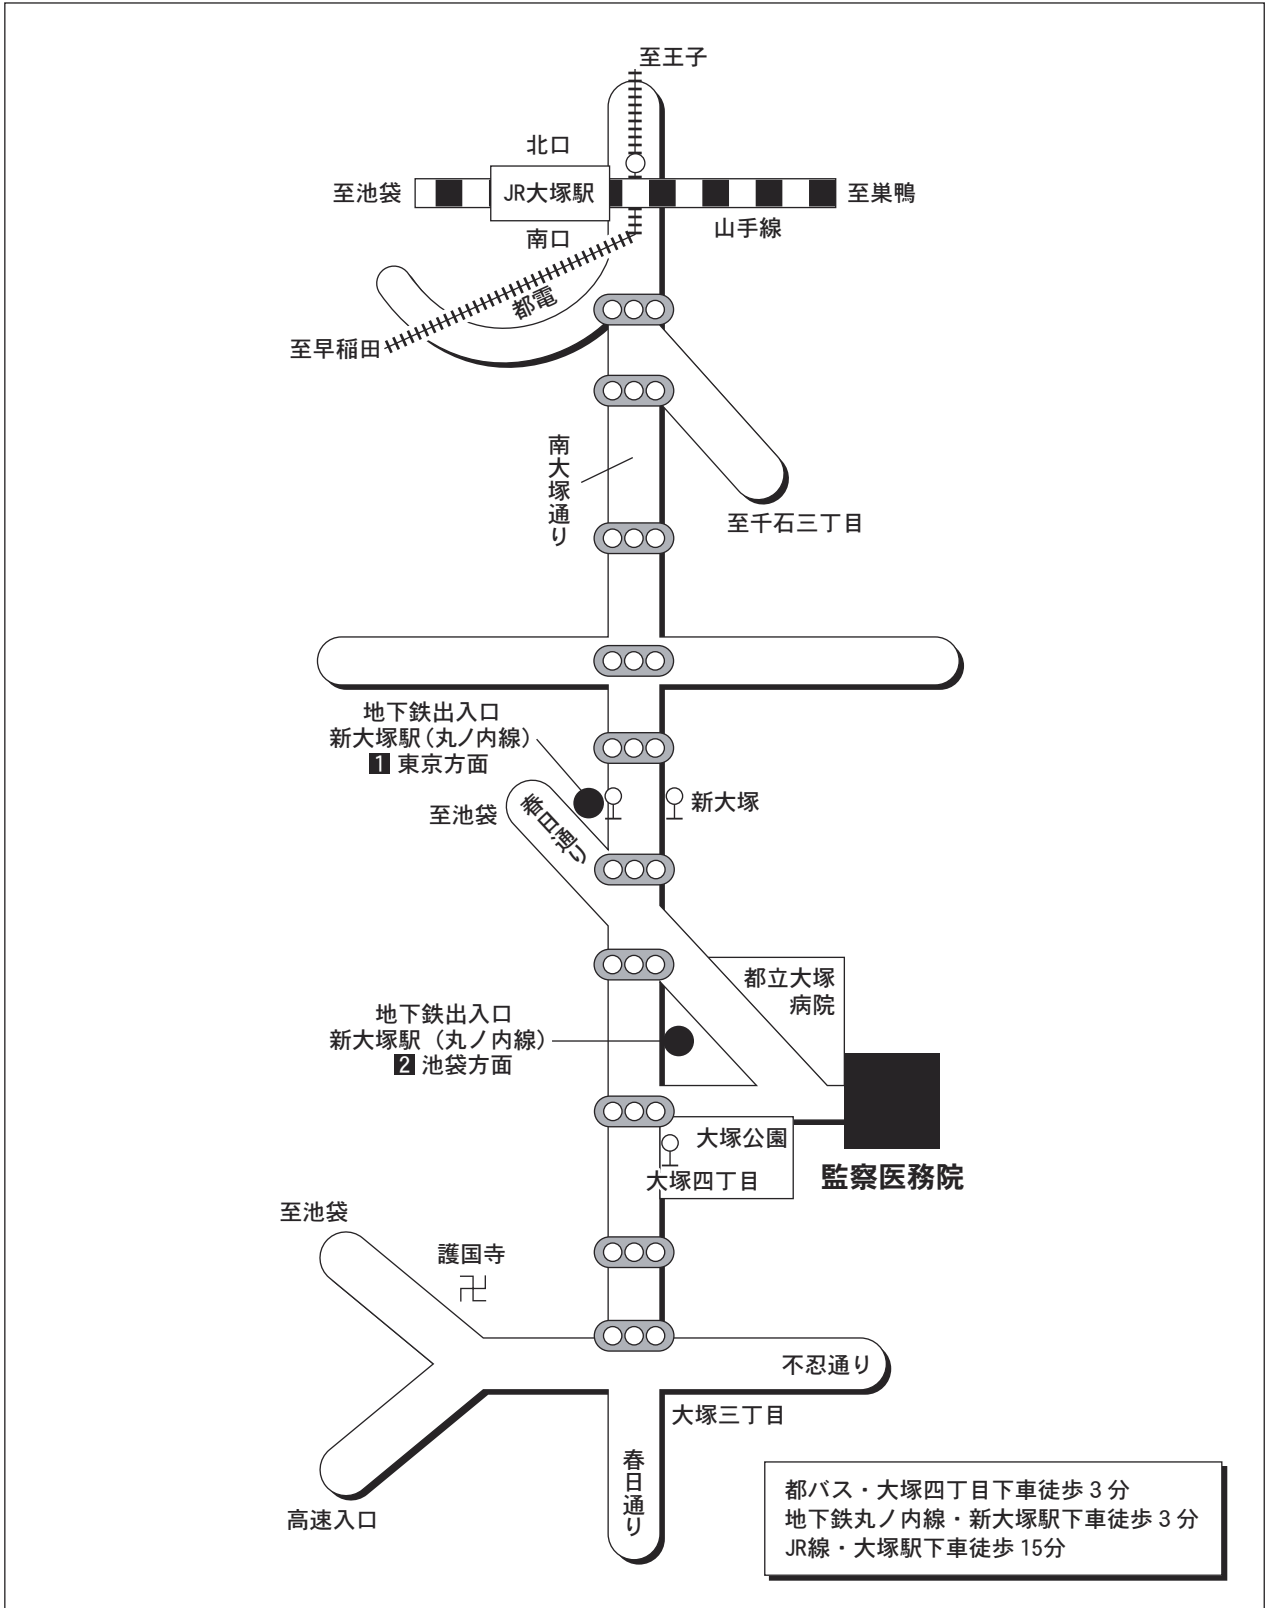 至王子
北口
至池袋
JR大塚駅
至巣鴨
南口
山手線
都電
至早稲田
南大塚通り
至千石三丁目
地下鉄出入口
新大塚駅（丸ノ内線）
1 東京方面
至池袋
春日通り
新大塚
都立大塚
病院
地下鉄出入口
新大塚駅（丸ノ内線）
2 池袋方面
大塚公園
大塚四丁目
監察医務院
至池袋
護国寺
卍
不忍通り
大塚三丁目
春日通り
高速入口
都バス・大塚四丁目下車徒歩3分
地下鉄丸ノ内線・新大塚駅下車徒歩3分
JR線・大塚駅下車徒歩15分